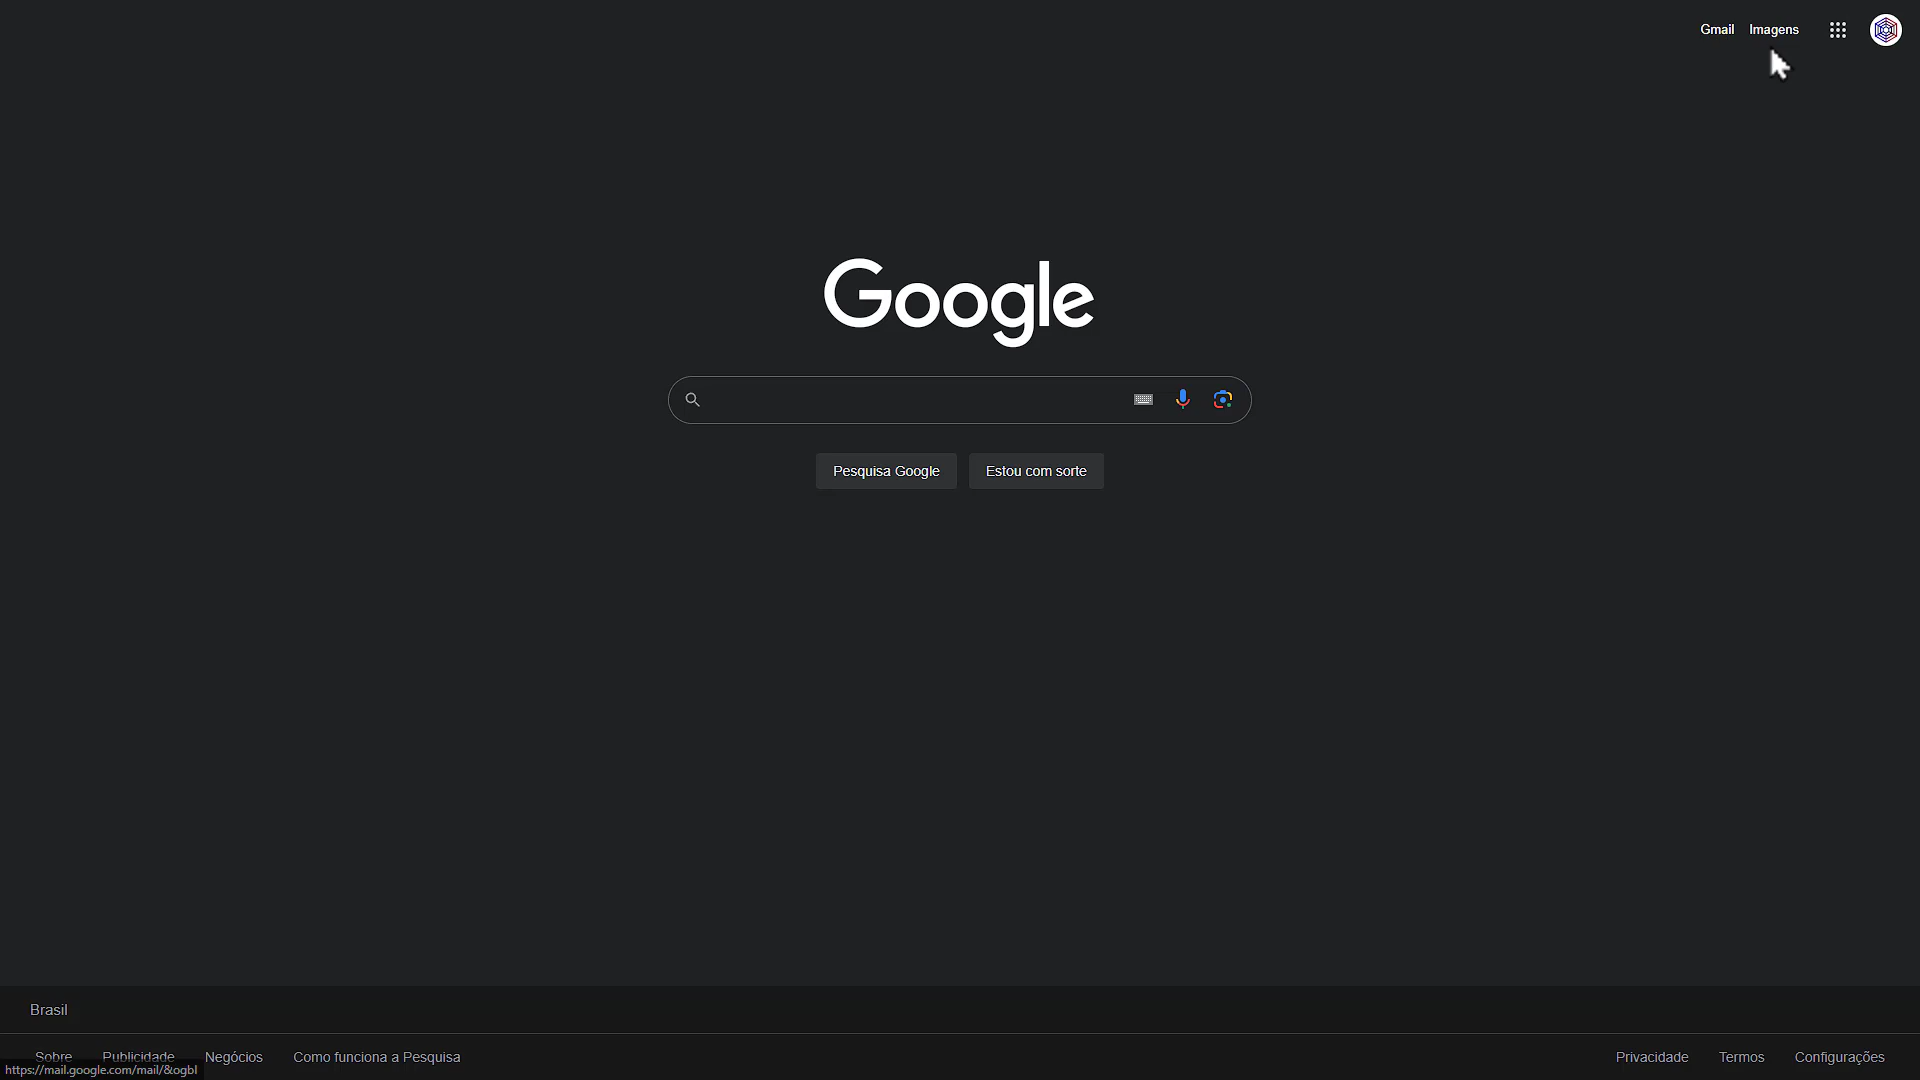 Gmail Imagens
Google
Pesquisa Google Estou com sorte
Brasil
Sobre Publicidade Negócios Como funciona a Pesquisa Privacidade Termos Configurações
https://mail.google.com/mail/&ogbl